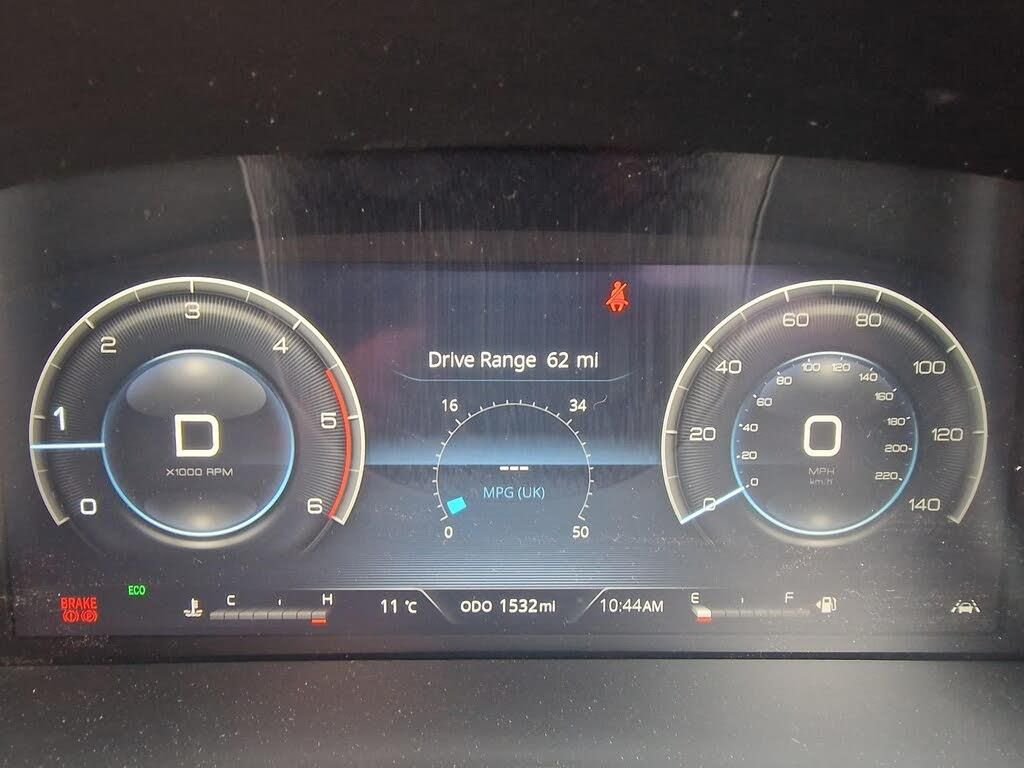 3
2
4
1
5
0
6
D
X1000 RPM
Drive Range 62 mi
16
34
---
MPG (UK)
0
50
60
80
40
100
20
120
0
140
100
120
80
140
60
160
40
180
20
200
0
220
0
MPH
km/h
ECO
BRAKE
C
H
11 °C
ODO 1532mi
10:44AM
E
F